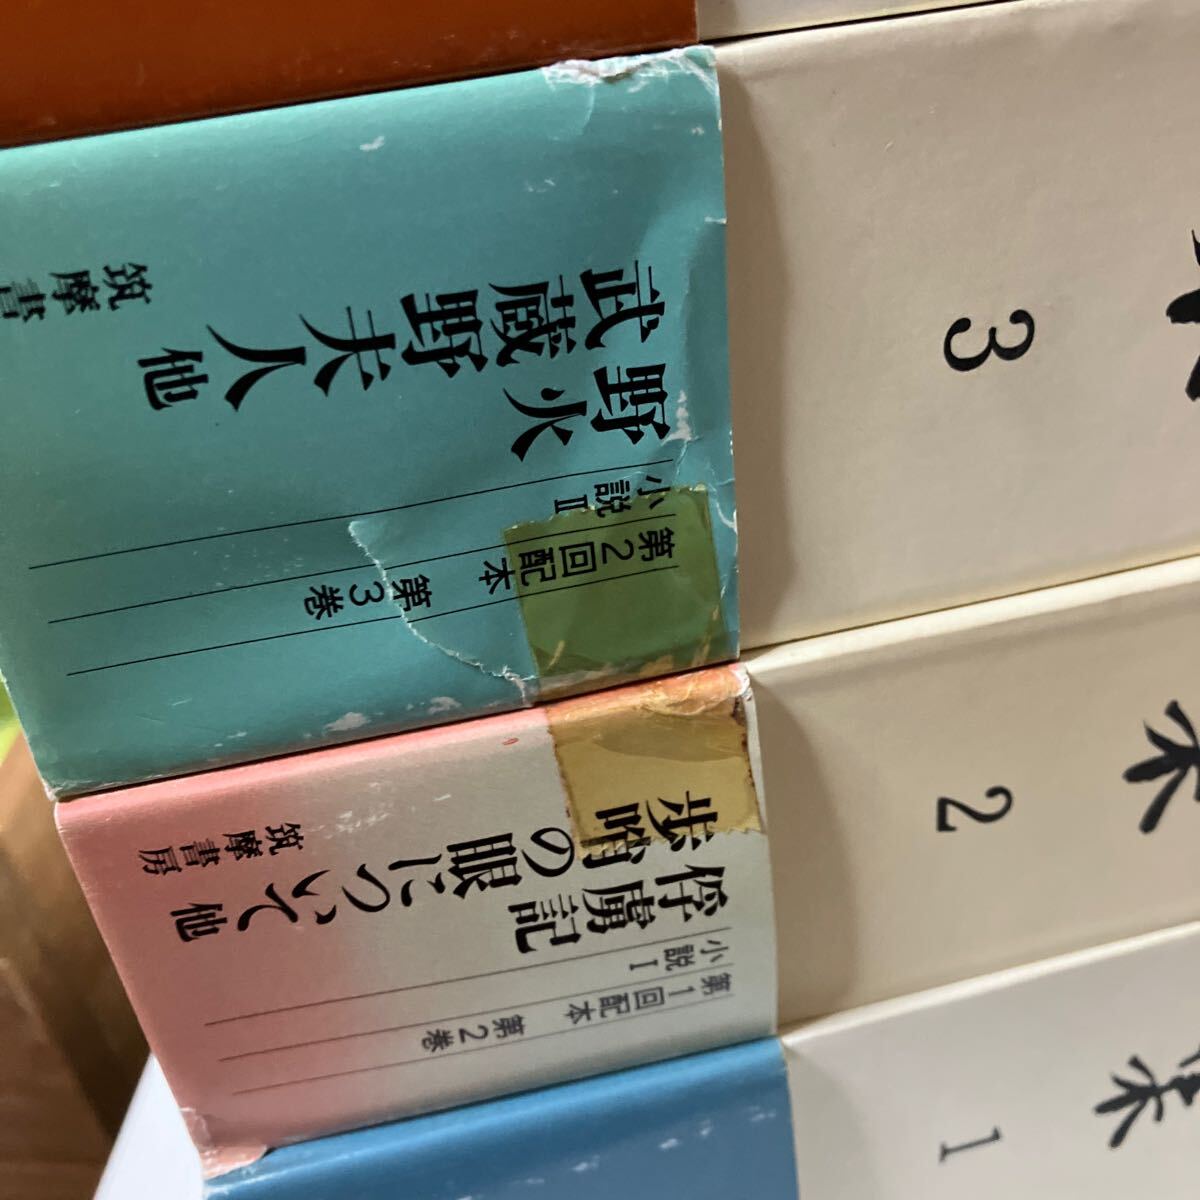 第2回配本 第3巻
小説II
野火
武蔵野夫人他
筑摩書
3
第1回配本 第2巻
小説I
俘虜記
歩哨の眼について他
筑摩書房
2
1